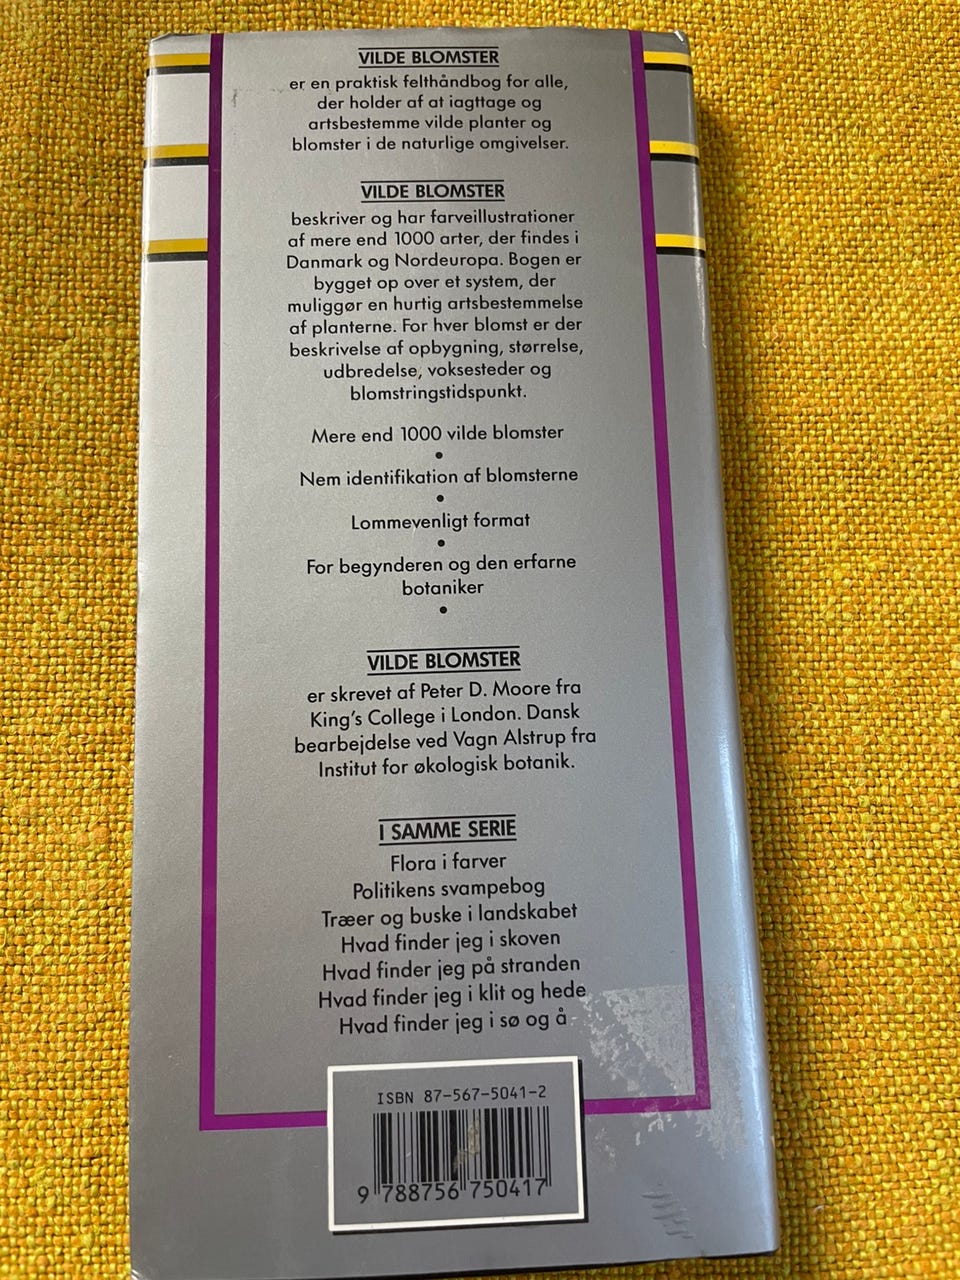 VILDE BLOMSTER
er en praktisk felthåndbog for alle,
der holder af at iagttage og
artsbestemme vilde planter og
blomster i de naturlige omgivelser.
VILDE BLOMSTER
beskriver og har farveillustrationer
af mere end 1000 arter, der findes i
Danmark og Nordeuropa. Bogen er
bygget op over et system, der
muliggør en hurtig artsbestemmelse
af planterne. For hver blomst er der
beskrivelse af opbygning, størrelse,
udbredelse, voksesteder og
blomstringstidspunkt.
Mere end 1000 vilde blomster
•
Nem identifikation af blomsterne
•
Lommevenligt format
•
For begynderen og den erfarne
botaniker
•
VILDE BLOMSTER
er skrevet af Peter D. Moore fra
King's College i London. Dansk
bearbejdelse ved Vagn Alstrup fra
Institut for økologisk botanik.
I SAMME SERIE
Flora i farver
Politikens svampebog
Træer og buske i landskabet
Hvad finder jeg i skoven
Hvad finder jeg på stranden
Hvad finder jeg i klit og hede
Hvad finder jeg i sø og å
ISBN 87-567-5041-2
9 788756 750417